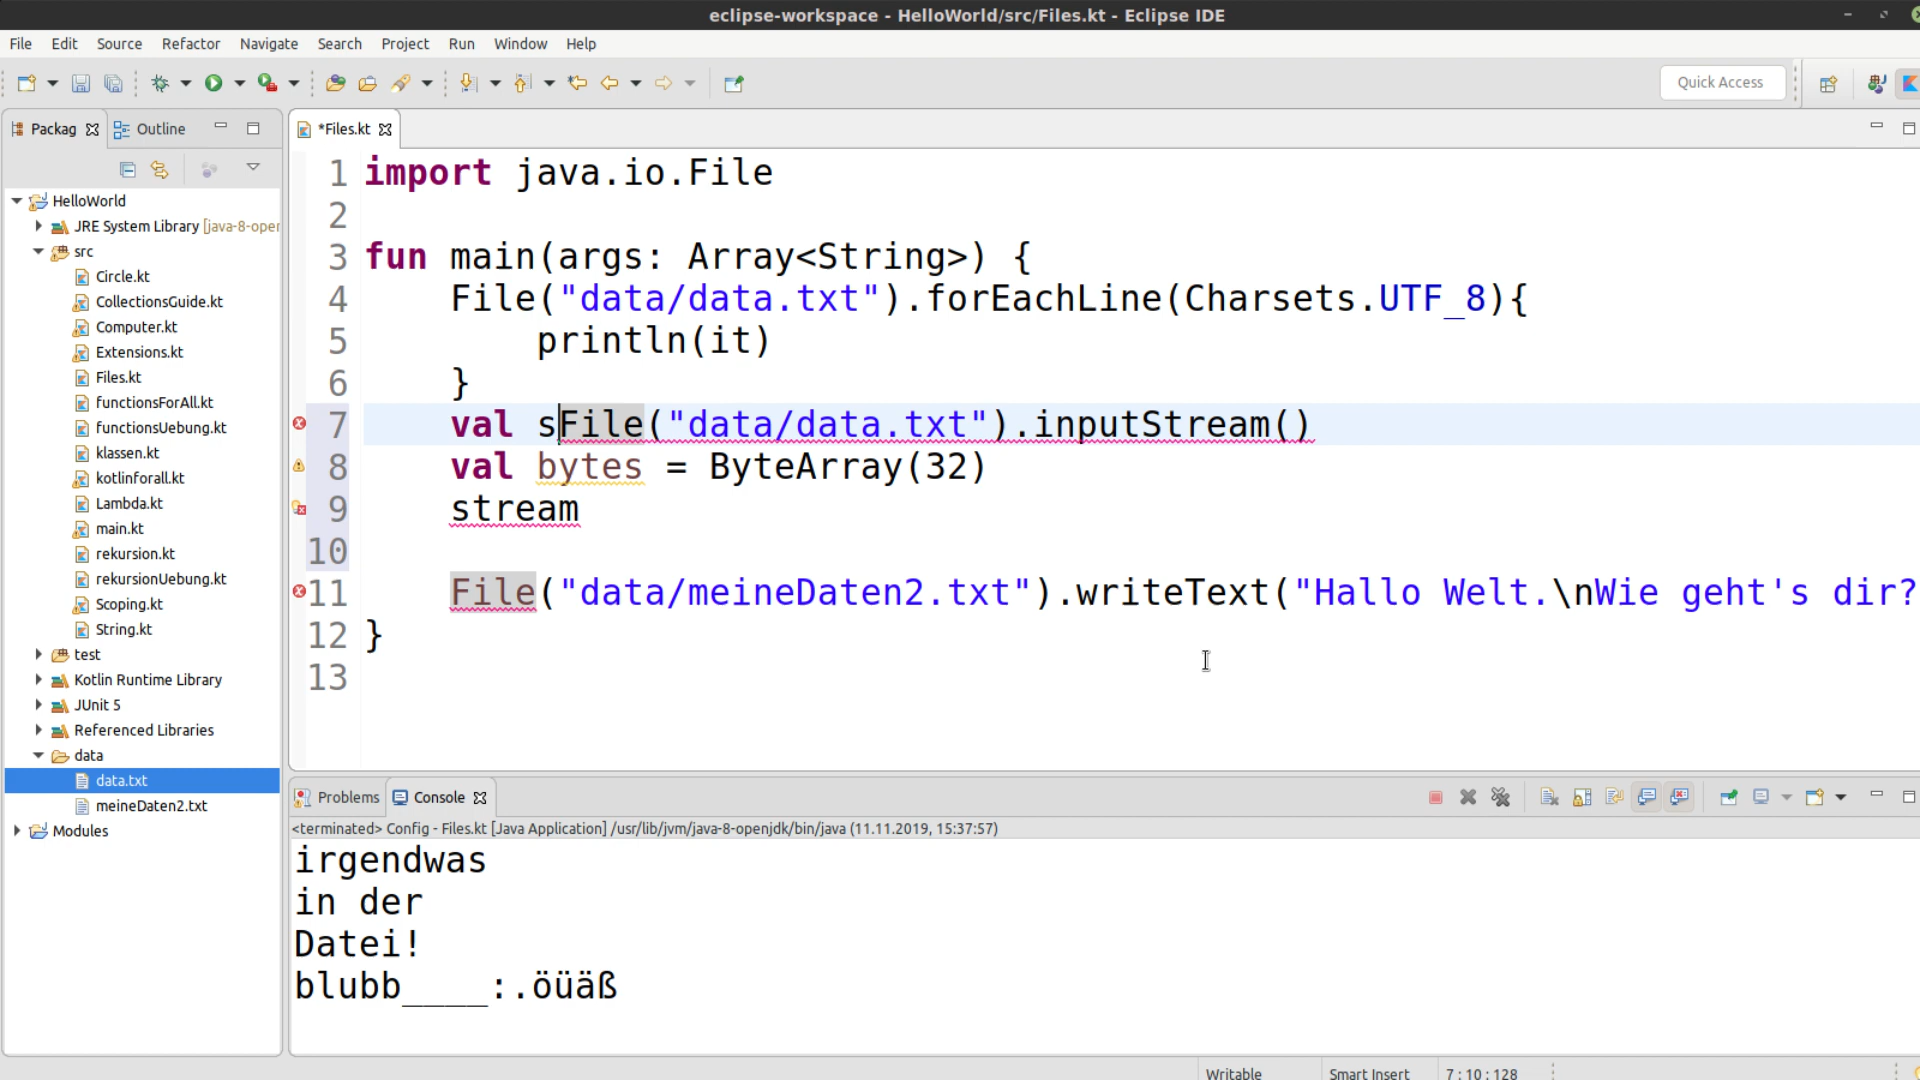 eclipse-workspace - HelloWorld/src/Files.kt - Eclipse IDE
File Edit Source Refactor Navigate Search Project Run Window Help
Quick Access
Packag Outline
*Files.kt
HelloWorld
JRE System Library [java-8-oper
src
Circle.kt
CollectionsGuide.kt
Computer.kt
Extensions.kt
Files.kt
functionsForAll.kt
functionsUebung.kt
klassen.kt
kotlinforall.kt
Lambda.kt
main.kt
rekursion.kt
rekursionUebung.kt
Scoping.kt
String.kt
test
Kotlin Runtime Library
JUnit 5
Referenced Libraries
data
data.txt
meineDaten2.txt
Modules
1 import java.io.File
2
3 fun main(args: Array<String>) {
4 File("data/data.txt").forEachLine(Charsets.UTF_8){
5 println(it)
6 }
7 val sFile("data/data.txt").inputStream()
8 val bytes = ByteArray(32)
9 stream
10
11 File("data/meineDaten2.txt").writeText("Hallo Welt.\nWie geht's dir?
12 }
13
Problems Console
<terminated> Config - Files.kt [Java Application] /usr/lib/jvm/java-8-openjdk/bin/java (11.11.2019, 15:37:57)
irgendwas
in der
Datei!
blubb____:.öüäß
Writable Smart Insert 7 : 10 : 128